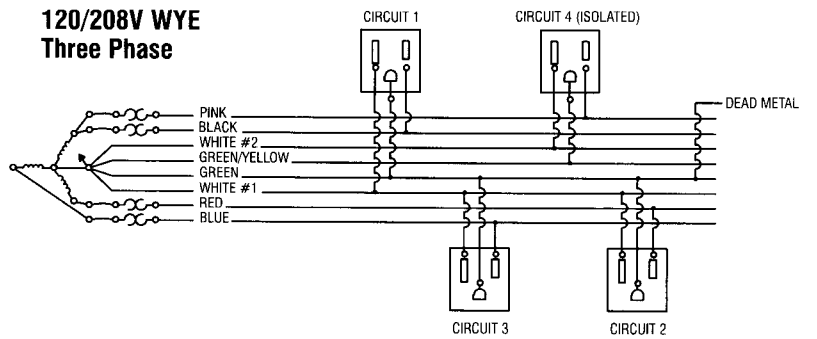 120/208V WYE
Three Phase
CIRCUIT 1
CIRCUIT 4 (ISOLATED)
DEAD METAL
PINK
BLACK
WHITE #2
GREEN/YELLOW
GREEN
WHITE #1
RED
BLUE
CIRCUIT 3
CIRCUIT 2